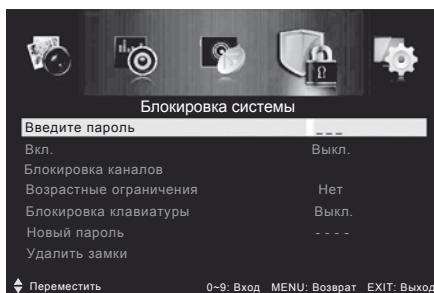 Блокировка системы
Введите пароль _ _ _
Вкл. Выкл.
Блокировка каналов
Возрастные ограничения Нет
Блокировка клавиатуры Выкл.
Новый пароль - - - -
Удалить замки
Переместить 0~9: Вход MENU: Возврат EXIT: Выход